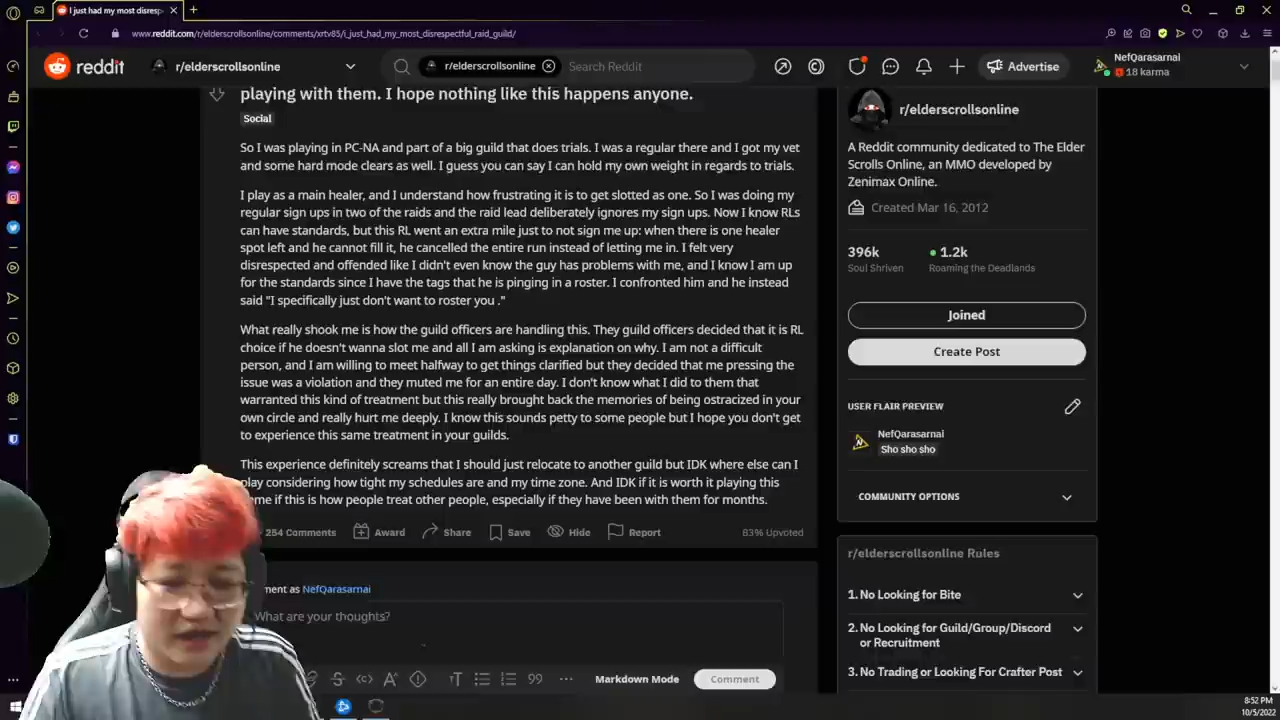 I just had my most disresp
www.reddit.com/r/elderscrollsonline/comments/xrtv85/i_just_had_my_most_disrespectful_raid_guild/
reddit
r/elderscrollsonline
r/elderscrollsonline
Search Reddit
Advertise
NefQarasarnai
18 karma
playing with them. I hope nothing like this happens anyone.
Social
So I was playing in PC-NA and part of a big guild that does trials. I was a regular there and I got my vet
and some hard mode clears as well. I guess you can say I can hold my own weight in regards to trials.
I play as a main healer, and I understand how frustrating it is to get slotted as one. So I was doing my
regular sign ups in two of the raids and the raid lead deliberately ignores my sign ups. Now I know RLs
can have standards, but this RL went an extra mile just to not sign me up: when there is one healer
spot left and he cannot fill it, he cancelled the entire run instead of letting me in. I felt very
disrespected and offended like I didn't even know the guy has problems with me, and I know I am up
for the standards since I have the tags that he is pinging in a roster. I confronted him and he instead
said "I specifically just don't want to roster you ."
What really shook me is how the guild officers are handling this. They guild officers decided that it is RL
choice if he doesn't wanna slot me and all I am asking is explanation on why. I am not a difficult
person, and I am willing to meet halfway to get things clarified but they decided that me pressing the
issue was a violation and they muted me for an entire day. I don't know what I did to them that
warranted this kind of treatment but this really brought back the memories of being ostracized in your
own circle and really hurt me deeply. I know this sounds petty to some people but I hope you don't get
to experience this same treatment in your guilds.
This experience definitely screams that I should just relocate to another guild but IDK where else can I
play considering how tight my schedules are and my time zone. And IDK if it is worth it playing this
if this is how people treat other people, especially if they have been with them for months.
254 Comments
Award
Share
Save
Hide
Report
83% Upvoted
as NefQarasarnai
What are your thoughts?
Markdown Mode
Comment
r/elderscrollsonline
A Reddit community dedicated to The Elder
Scrolls Online, an MMO developed by
Zenimax Online.
Created Mar 16, 2012
396k
1.2k
Soul Shriven
Roaming the Deadlands
Joined
Create Post
USER FLAIR PREVIEW
NefQarasarnai
Sho sho sho
COMMUNITY OPTIONS
r/elderscrollsonline Rules
1. No Looking for Bite
2. No Looking for Guild/Group/Discord
or Recruitment
3. No Trading or Looking For Crafter Post
8:52 PM
10/5/2022